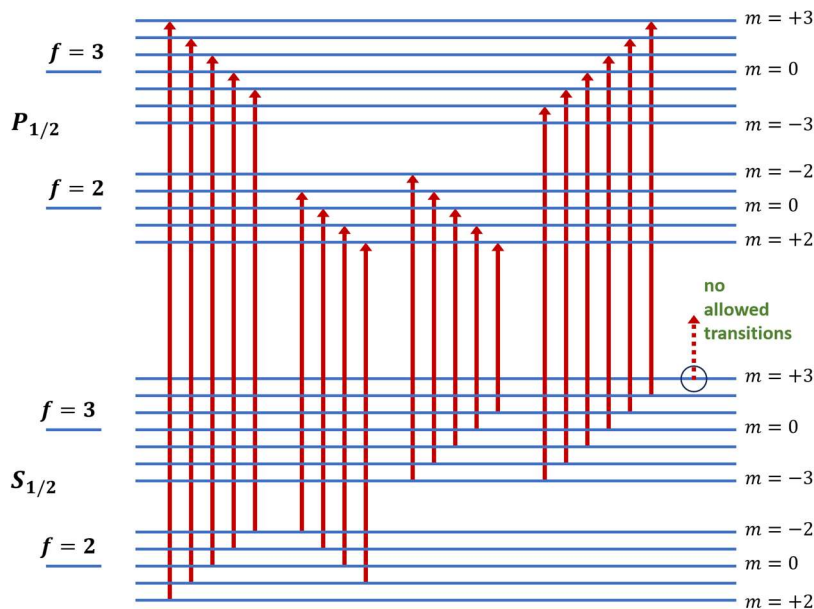 m = +3
f = 3
m = 0
P1/2
m = −3
m = −2
f = 2
m = 0
m = +2
no
allowed
transitions
m = +3
f = 3
m = 0
S1/2
m = −3
m = −2
f = 2
m = 0
m = +2